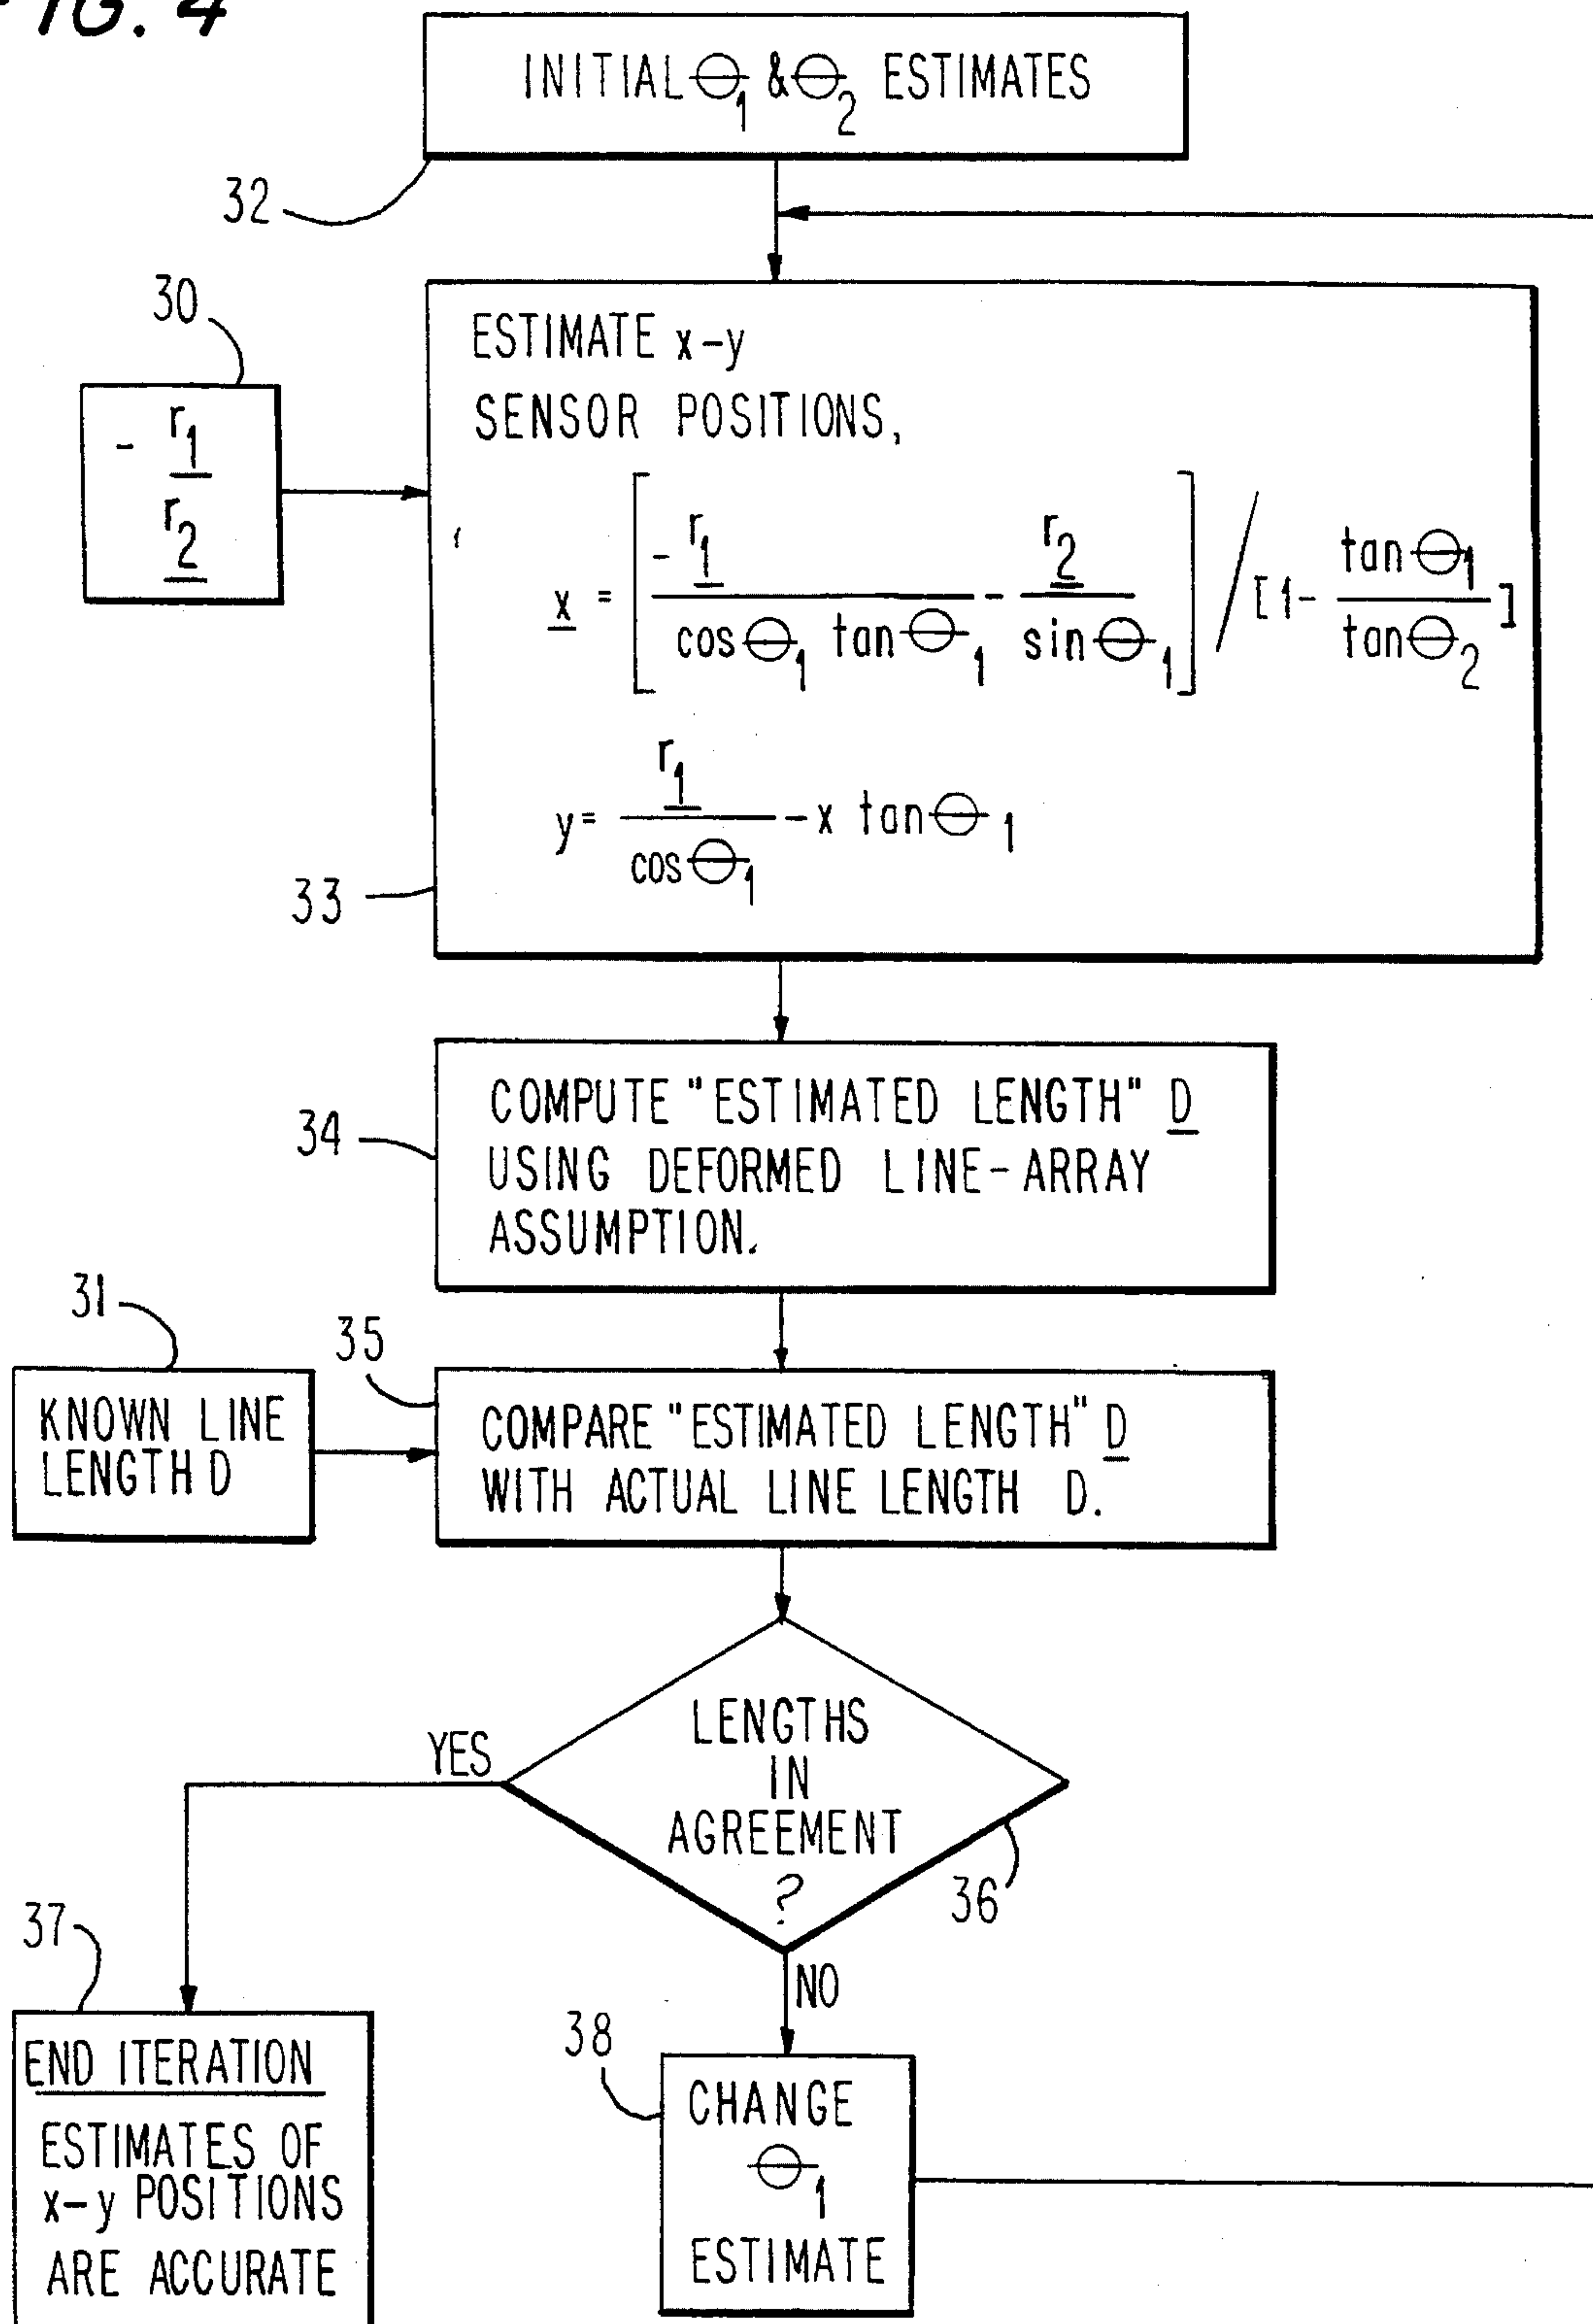 FIG. 4
INITIAL Θ₁ & Θ₂ ESTIMATES
32
30
- r₁
r₂
ESTIMATE x-y
SENSOR POSITIONS,
x = [ -r₁ / (cos Θ₁ tan Θ₁) - r₂ / sin Θ₁ ] / [1 - tan Θ₁ / tan Θ₂ ]
y = r₁ / cos Θ₁ - x tan Θ₁
33
COMPUTE "ESTIMATED LENGTH" D
USING DEFORMED LINE-ARRAY
ASSUMPTION.
34
31
35
KNOWN LINE
LENGTH D
COMPARE "ESTIMATED LENGTH" D
WITH ACTUAL LINE LENGTH D.
LENGTHS
IN
AGREEMENT
?
YES
36
37
NO
38
END ITERATION
ESTIMATES OF
x-y POSITIONS
ARE ACCURATE
CHANGE
Θ₁
ESTIMATE